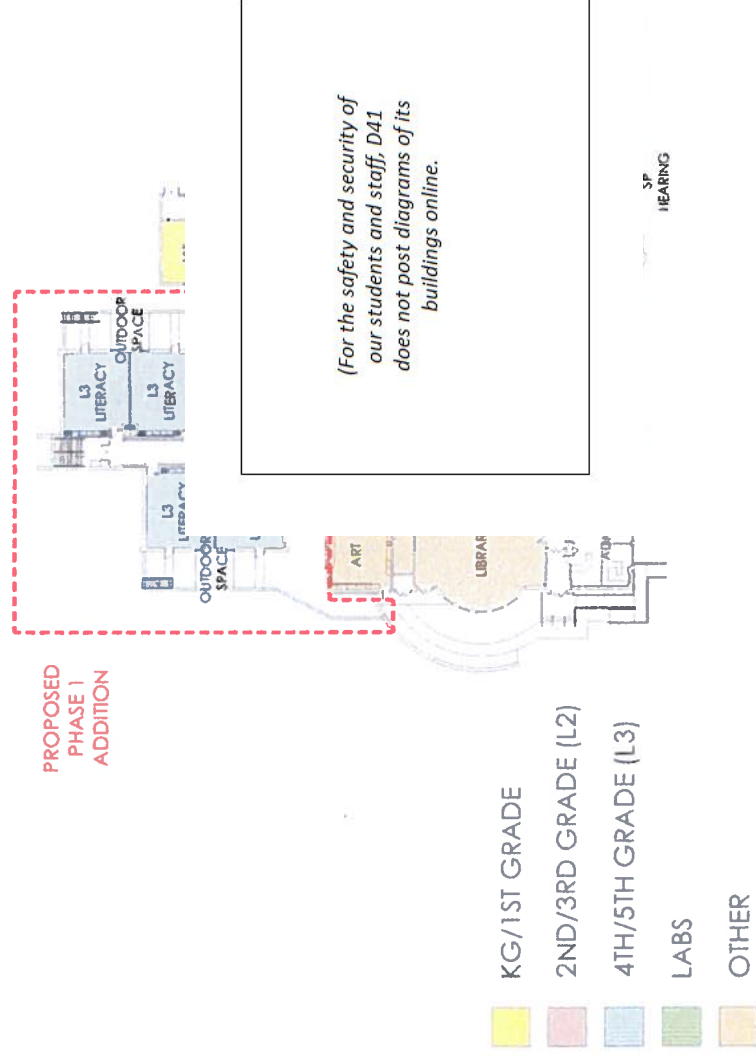 PROPOSED
PHASE 1
ADDITION
L3
LITERACY
OUTDOOR
SPACE
L3
LITERACY
L3
LITERACY
OUTDOOR
SPACE
ART
LIBRAR
(For the safety and security of
our students and staff, D41
does not post diagrams of its
buildings online.
SP
HEARING
KG/1ST GRADE
2ND/3RD GRADE (L2)
4TH/5TH GRADE (L3)
LABS
OTHER